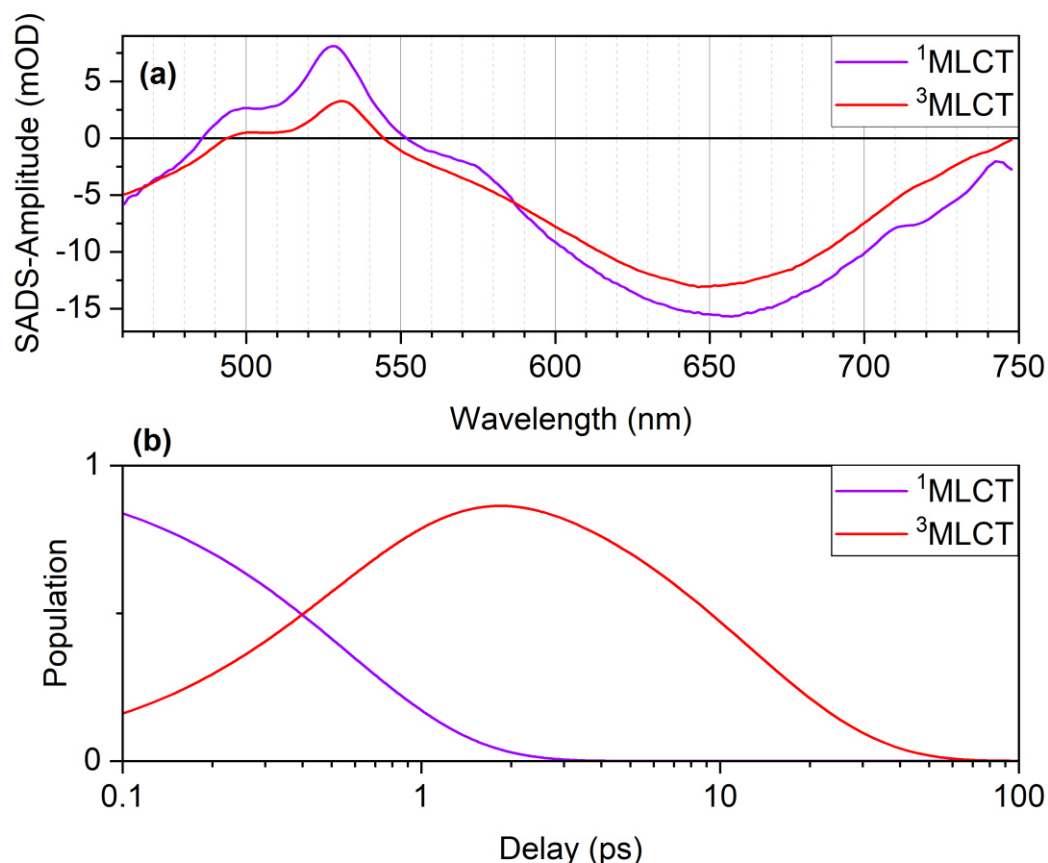 (a)
¹MLCT
³MLCT
SADS-Amplitude (mOD)
5
0
-5
-10
-15
500
550
600
650
700
750
Wavelength (nm)
(b)
¹MLCT
³MLCT
Population
1
0
0.1
1
10
100
Delay (ps)